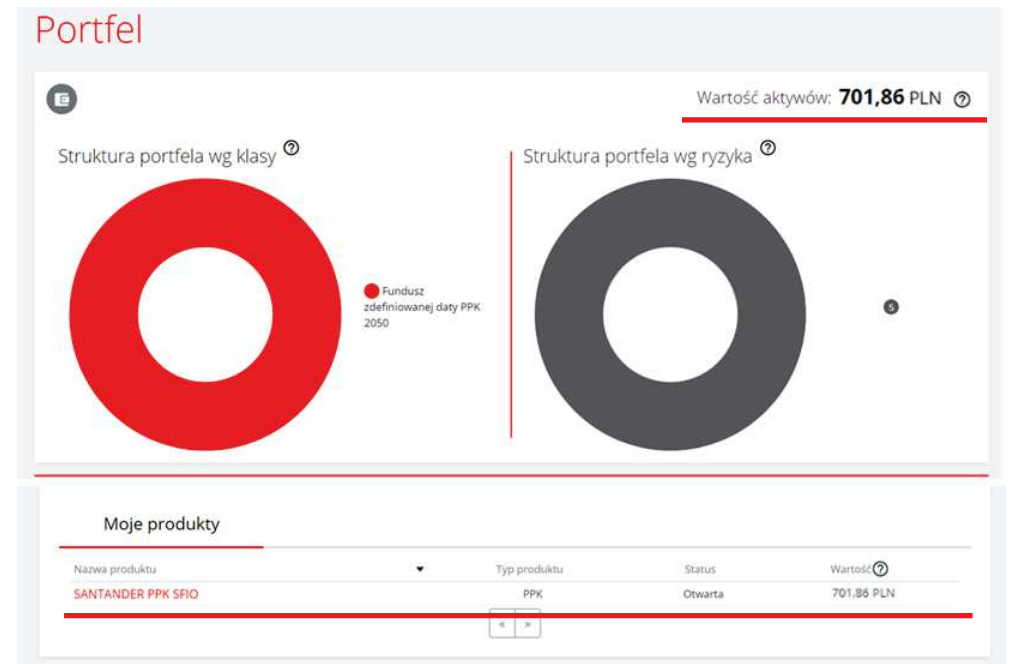 Portfel
Wartość aktywów: 701,86 PLN ?
Struktura portfela wg klasy ?
Struktura portfela wg ryzyka ?
Fundusz
zdefiniowanej daty PPK
2050
5
Moje produkty
Nazwa produktu Typ produktu Status Wartość ?
SANTANDER PPK SFIO PPK Otwarta 701,86 PLN
« »